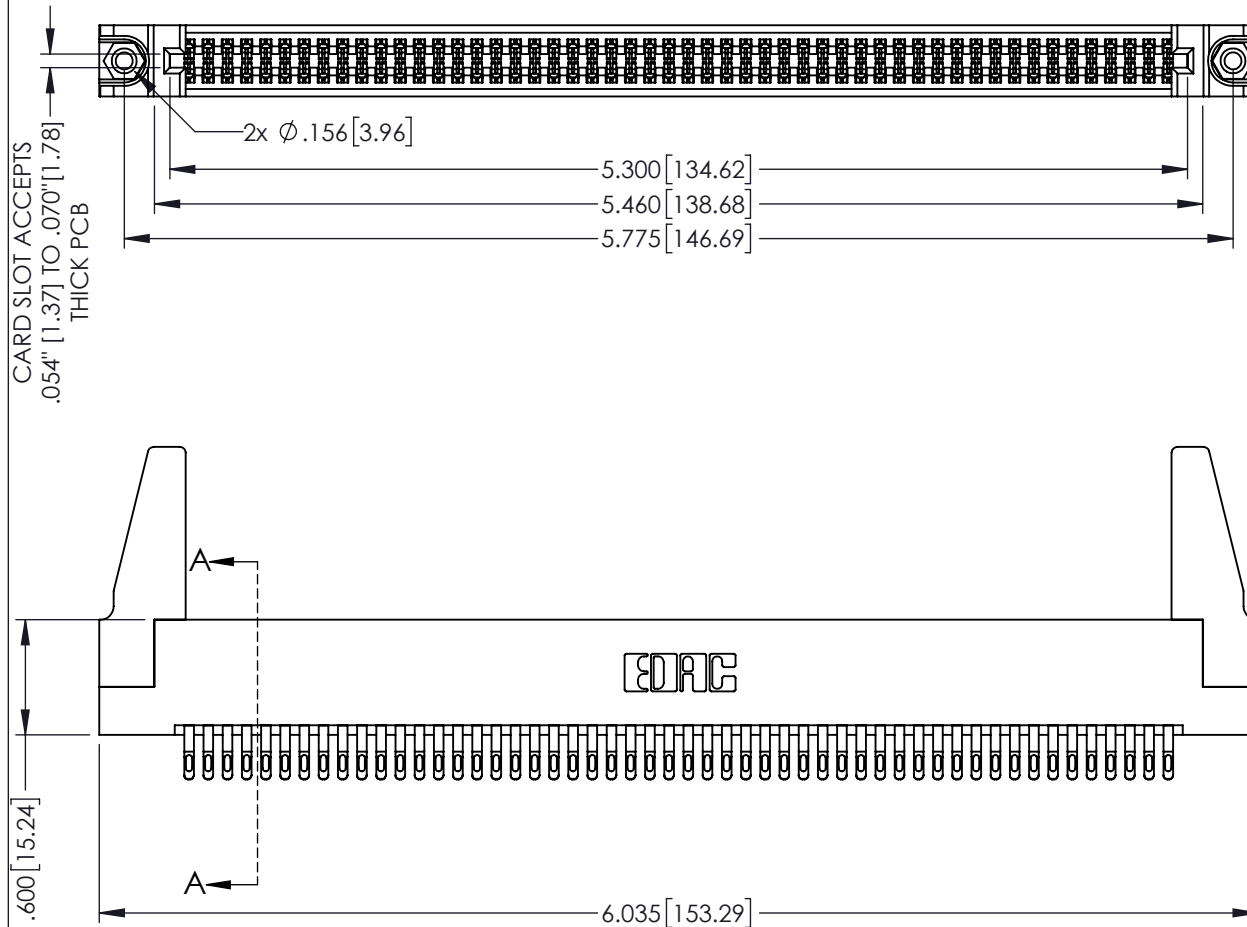 2x Ø.156[3.96]
5.300[134.62]
5.460[138.68]
5.775[146.69]
CARD SLOT ACCEPTS
.054" [1.37] TO .070"[1.78]
THICK PCB
A
EDAC
A
.600[15.24]
6.035[153.29]